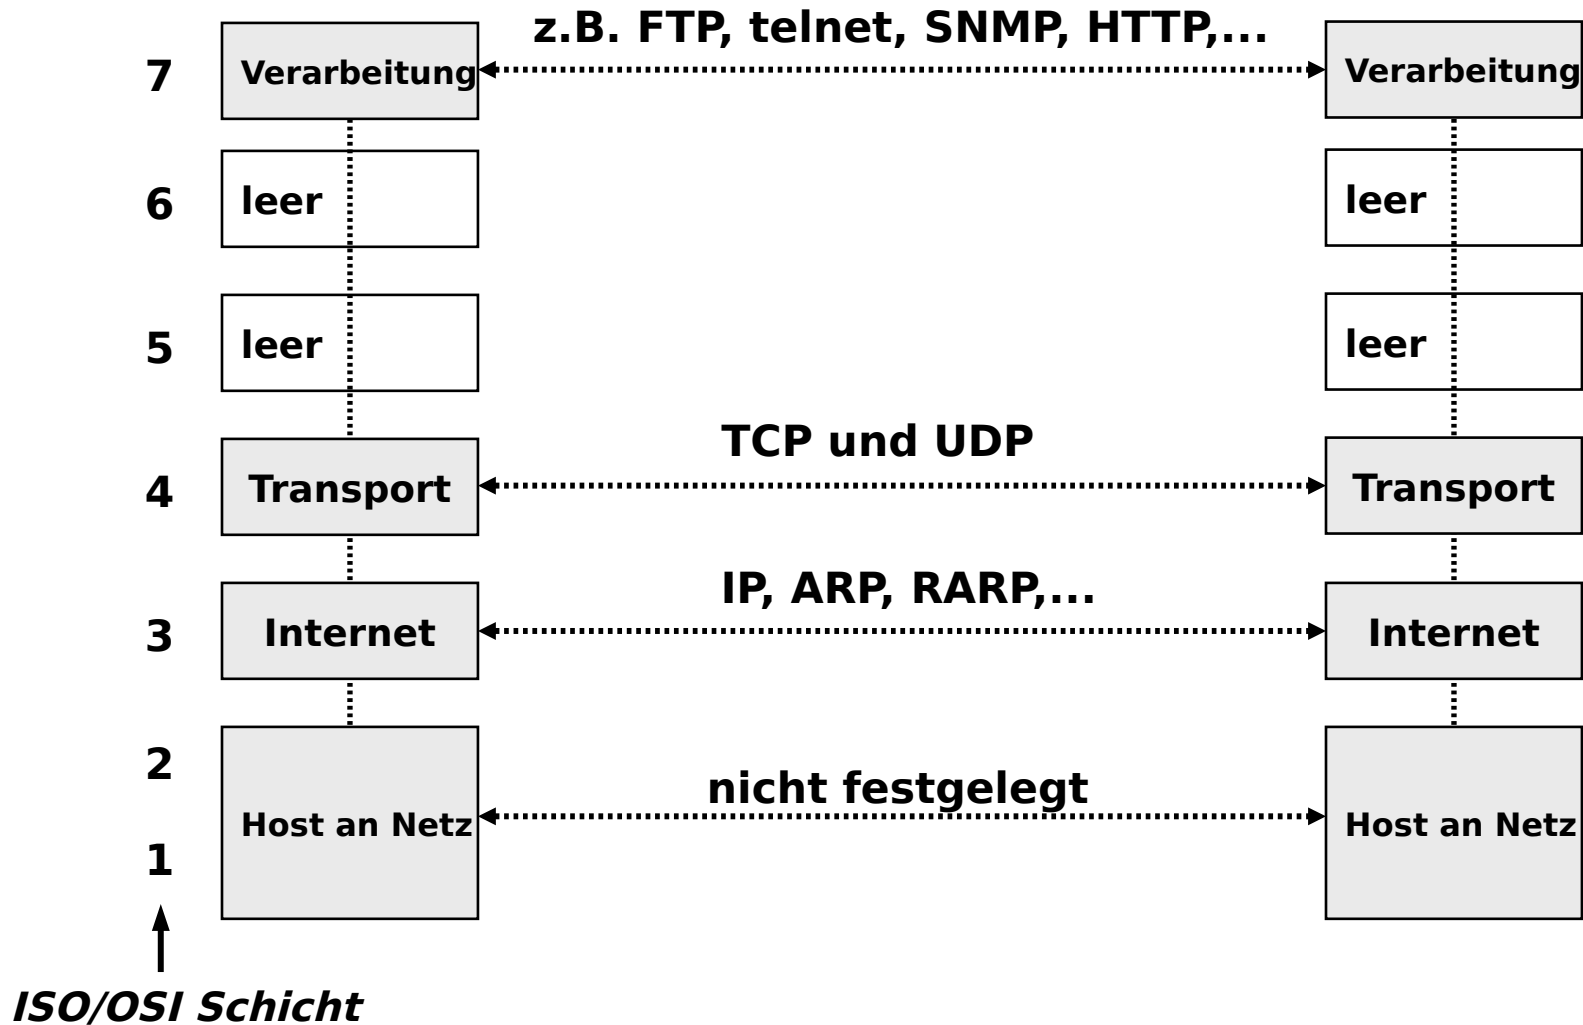 z.B. FTP, telnet, SNMP, HTTP,...
7 Verarbeitung Verarbeitung
6 leer leer
5 leer leer
TCP und UDP
4 Transport Transport
IP, ARP, RARP,...
3 Internet Internet
2
nicht festgelegt
Host an Netz Host an Netz
1
ISO/OSI Schicht